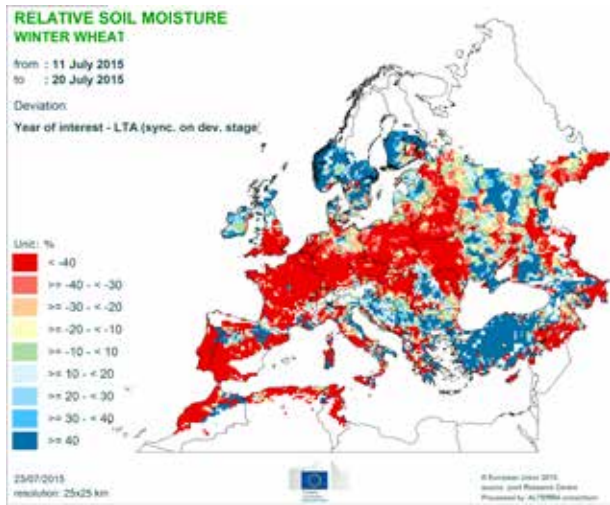 RELATIVE SOIL MOISTURE
WINTER WHEAT
from : 11 July 2015
to : 20 July 2015
Deviation:
Year of interest - LTA (sync. on dev. stage
Unit: %
< -40
>= -40 - < -30
>= -30 - < -20
>= -20 - < -10
>= -10 - < 10
>= 10 - < 20
>= 20 - < 30
>= 30 - < 40
>= 40
23/07/2015
resolution: 25x25 km
© European Union 2015
source: Joint Research Centre
Processed by ALTERRA consortium